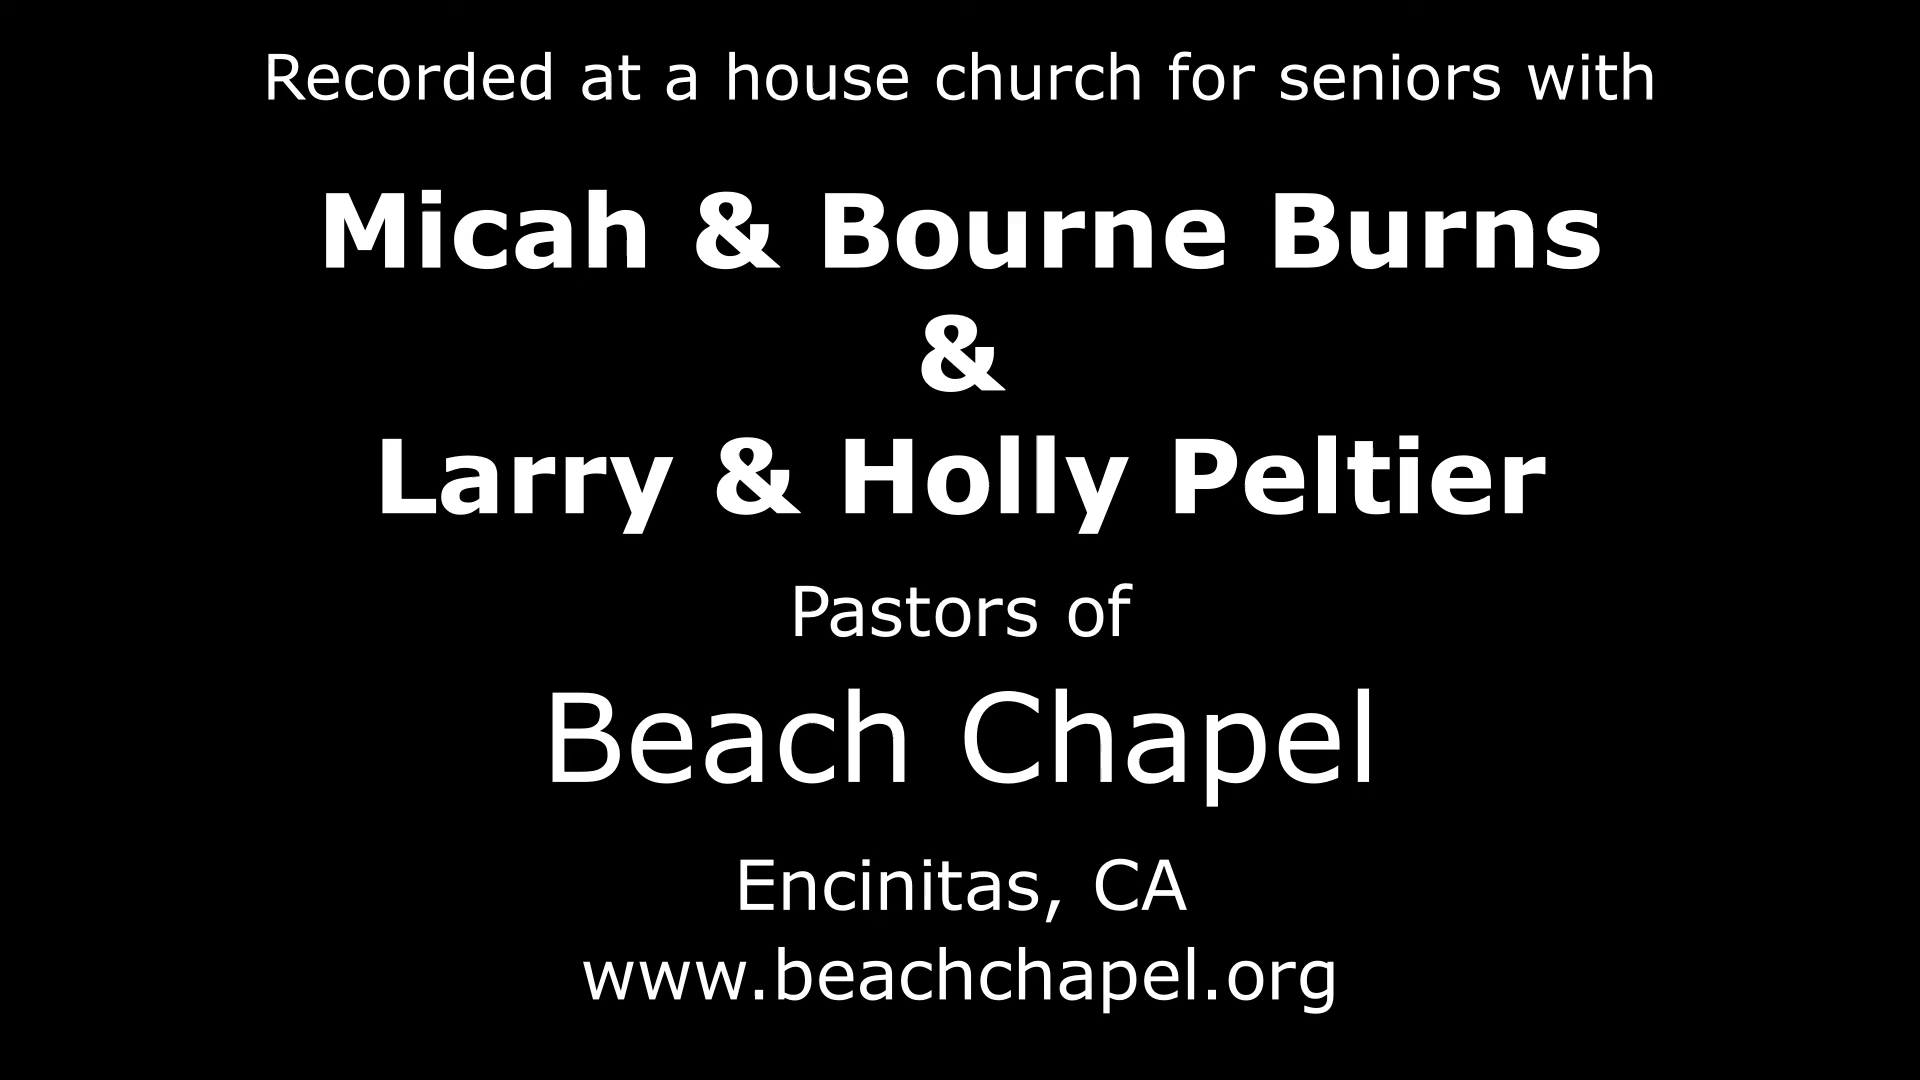 Recorded at a house church for seniors with
Micah & Bourne Burns
&
Larry & Holly Peltier
Pastors of
Beach Chapel
Encinitas, CA
www.beachchapel.org